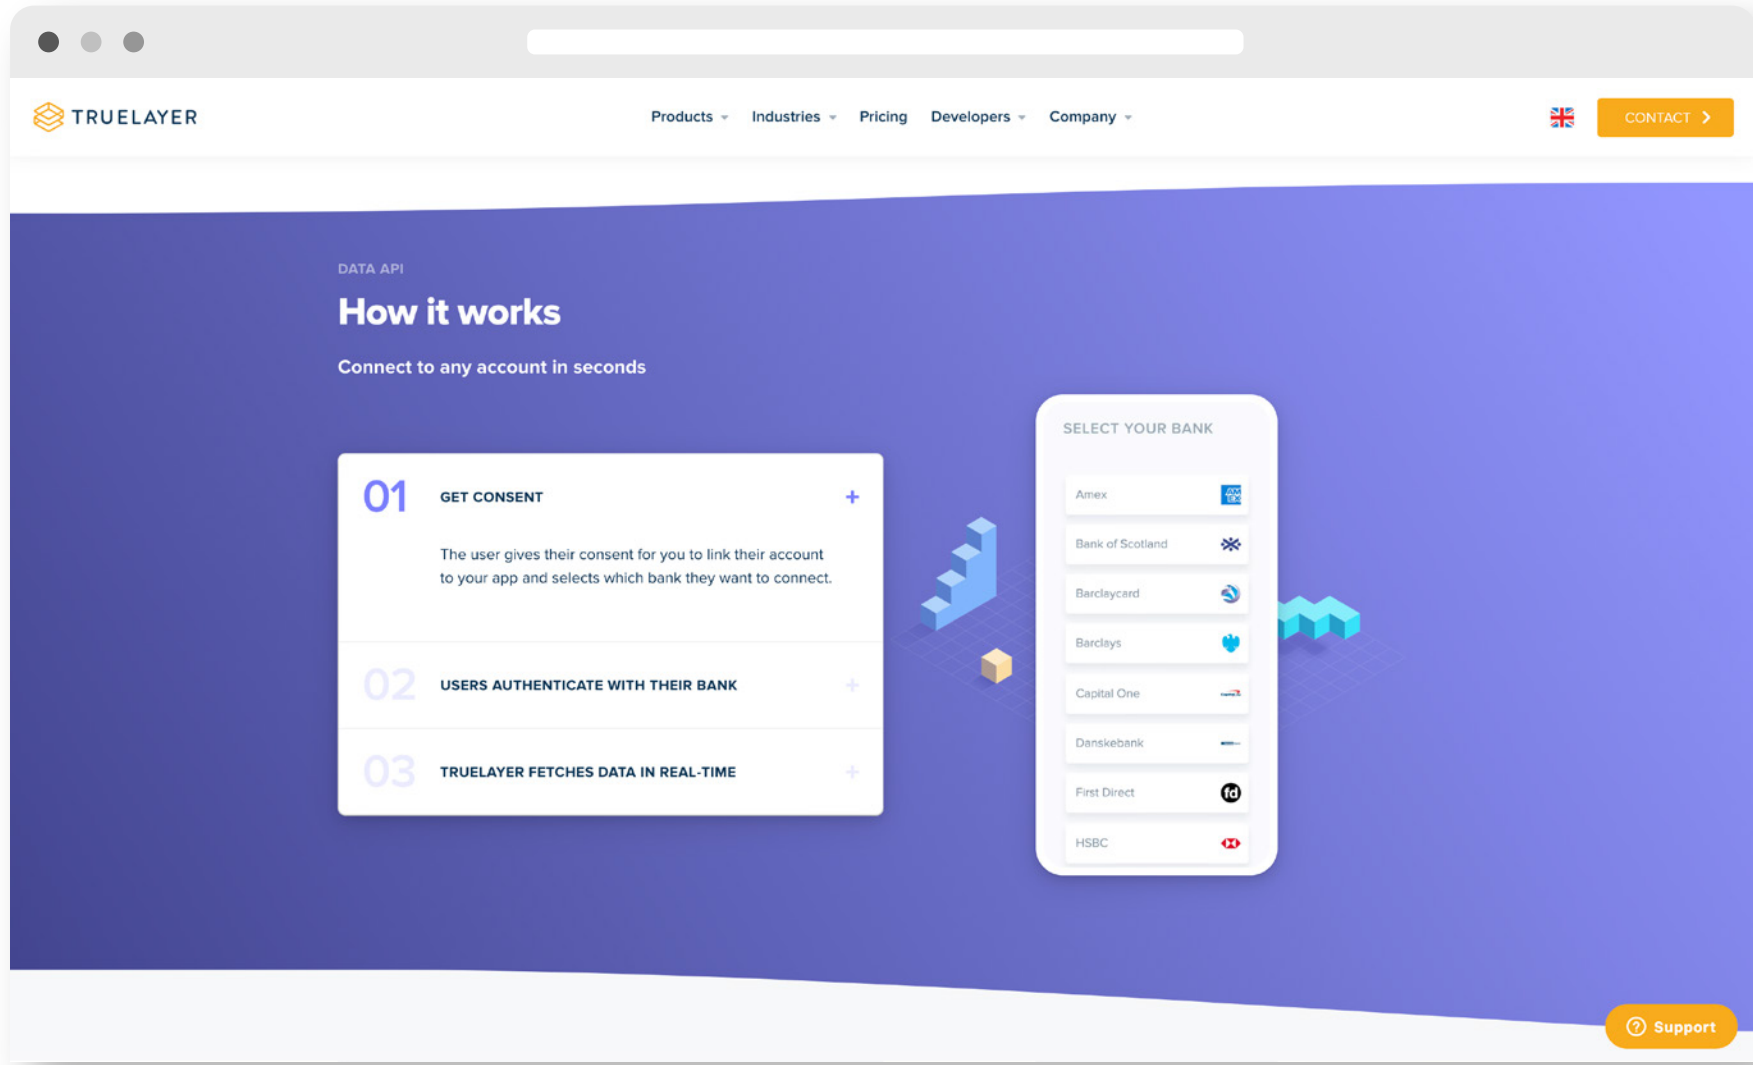 TRUELAYER
Products
Industries
Pricing
Developers
Company
CONTACT
DATA API
How it works
Connect to any account in seconds
01
GET CONSENT
+
The user gives their consent for you to link their account
to your app and selects which bank they want to connect.
02
USERS AUTHENTICATE WITH THEIR BANK
+
03
TRUELAYER FETCHES DATA IN REAL-TIME
+
SELECT YOUR BANK
Amex
Bank of Scotland
Barclaycard
Barclays
Capital One
Danskebank
First Direct
fd
HSBC
? Support